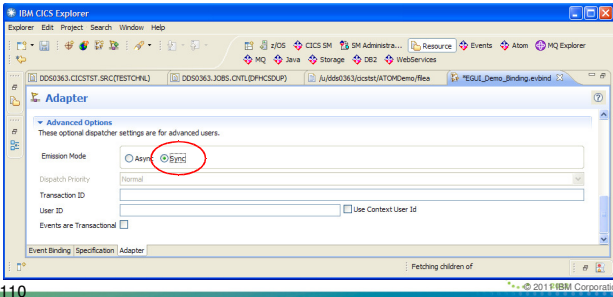 IBM CICS Explorer
Explorer Edit Project Search Window Help
z/OS CICS SM SM Administra... Resource Events Atom MQ Explorer
MQ Java Storage DB2 WebServices
DDS0363.CICSTST.SRC(TESTCHNL) DDS0363.JOBS.CNTL(DFHCSDUP) /u/dds0363/cicstst/ATOMDemo/filea *EGUI_Demo_Binding.evbind
Adapter
Advanced Options
These optional dispatcher settings are for advanced users.
Emission Mode Async Sync
Dispatch Priority Normal
Transaction ID
User ID Use Context User Id
Events are Transactional
Event Binding Specification Adapter
Fetching children of
110 © 2011 IBM Corporati